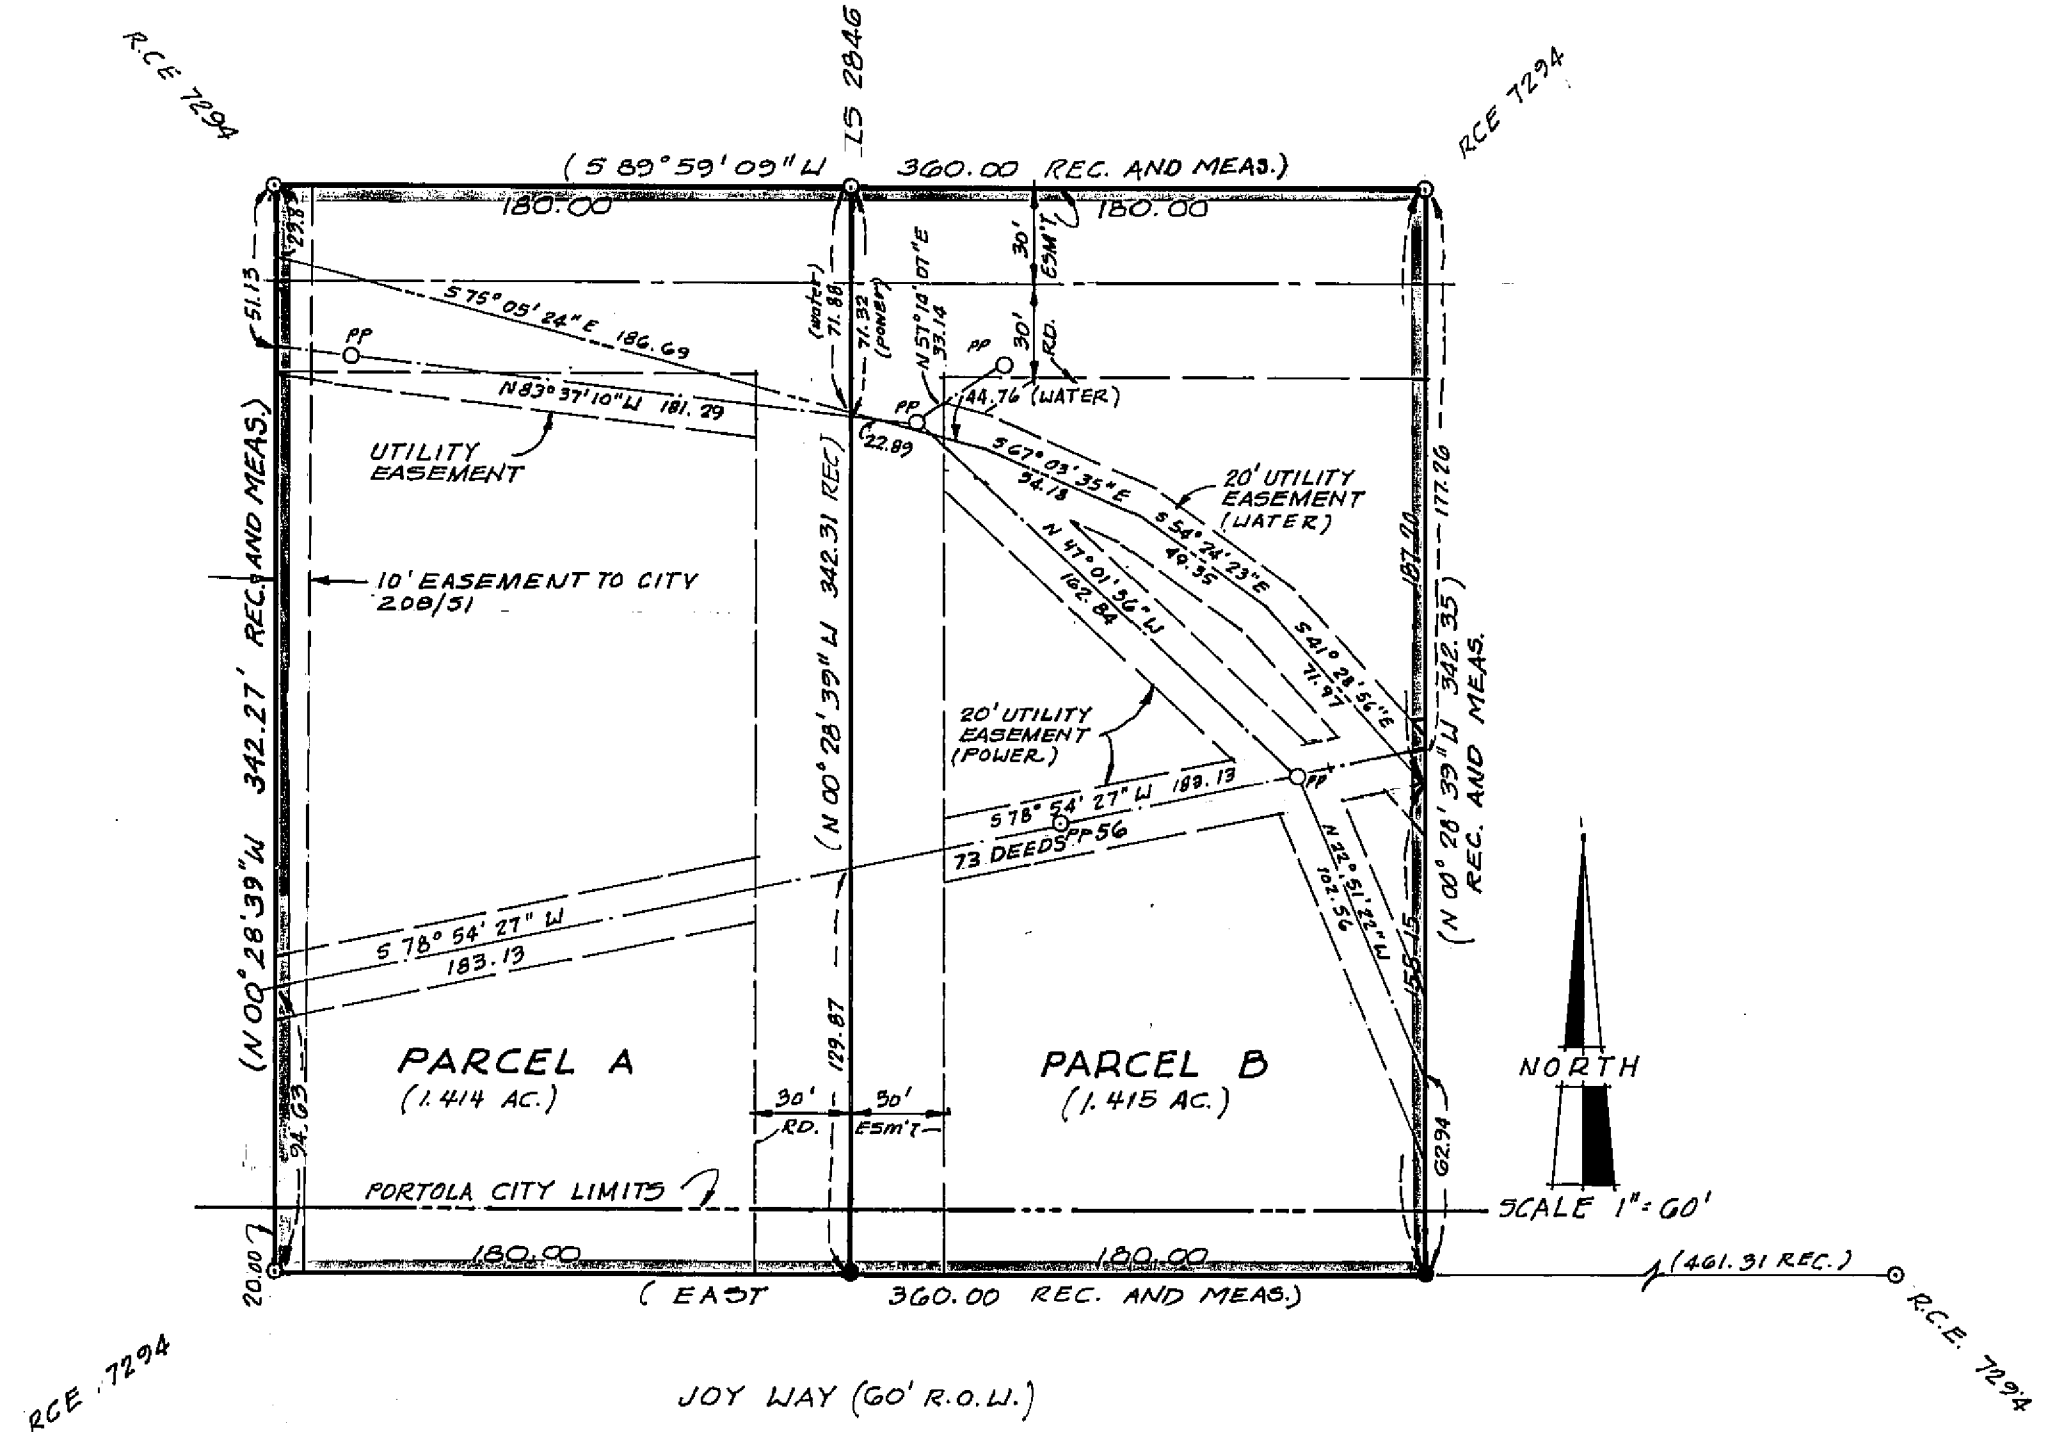 R.C.E 7294
LS 2846
RCE 7294
(S 89°59'09" W 360.00 REC. AND MEAS.)
180.00
180.00
29.8
51.13
S 75°05'24" E 186.69
PP
N 83°37'10" W 181.29
UTILITY
EASEMENT
(water)
71.88
71.32
(power)
N 57°14'07" E
33.14
30'
ESM'T.
30'
RD.
PP
PP
44.76 (WATER)
22.89
S 67°03'35" E
54.18
20' UTILITY
EASEMENT
(WATER)
S 54°24'23" E
49.35
N 47°01'36" W
162.84
S 41°28'56" E
71.97
187.20
177.26
(N 00°28'39" W 342.27' REC. AND MEAS.)
10' EASEMENT TO CITY
208/51
(N 00°28'39" W 342.31 REC)
(N 00°28'39" W 342.35)
REC. AND MEAS.
20' UTILITY
EASEMENT
(POWER)
S 78°54'27" W 183.13
PP
PP
73 DEEDS 56
N 22°51'22" W
102.56
155.15
S 78°54'27" W
183.13
129.87
94.63
PARCEL A
(1.414 AC.)
PARCEL B
(1.415 AC.)
30'
RD.
30'
ESM'T
62.94
NORTH
SCALE 1"=60'
PORTOLA CITY LIMITS
20.00
180.00
180.00
(EAST 360.00 REC. AND MEAS.)
(461.31 REC.)
R.C.E. 7294
RCE 7294
JOY WAY (60' R.O.W.)